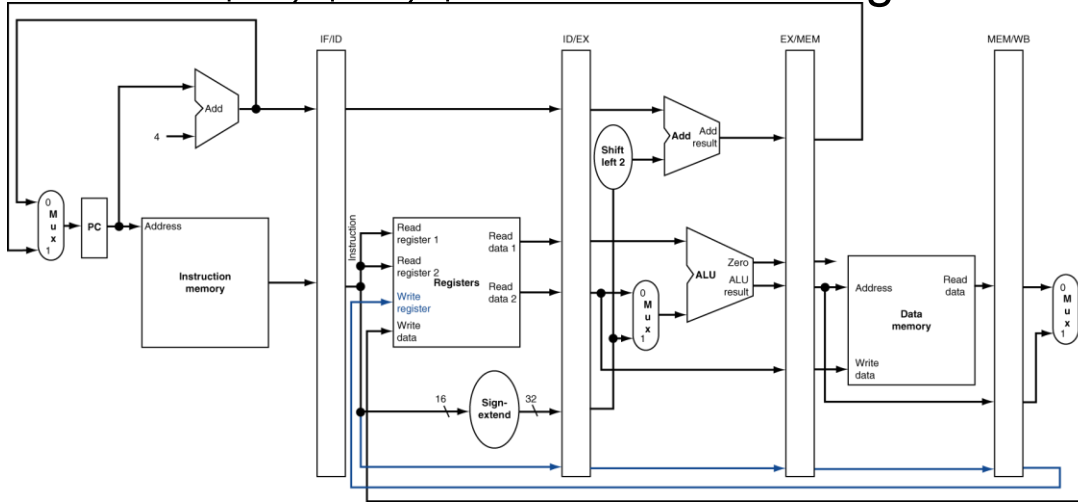 IF/ID
ID/EX
EX/MEM
MEM/WB
Add
4
Shift
left 2
Add
Add
result
0
M
u
x
1
PC
Address
Instruction
memory
Instruction
Read
register 1
Read
register 2
Write
register
Write
data
Registers
Read
data 1
Read
data 2
0
M
u
x
1
Zero
ALU
ALU
result
Address
Read
data
Data
memory
Write
data
0
M
u
x
1
16
Sign-
extend
32